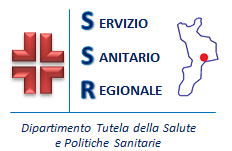 SERVIZIO
SANITARIO
REGIONALE
Dipartimento Tutela della Salute
e Politiche Sanitarie